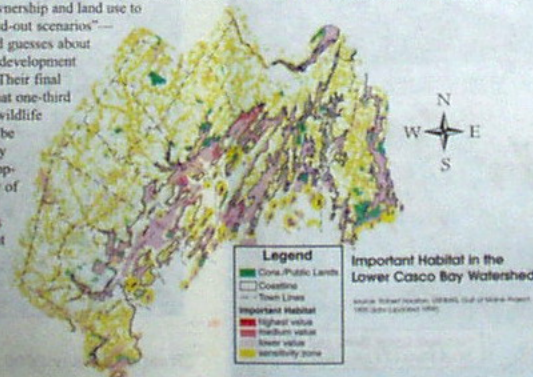 wnership and land use to
d-out scenarios"—
guesses about
development
Their final
at one-third
wildlife
be
y
op-
of
N
W E
S
Legend
Cons./Public Lands
Coastline
Town Lines
Important Habitat
highest value
medium value
lower value
sensitivity zone
Important Habitat in the
Lower Casco Bay Watershed